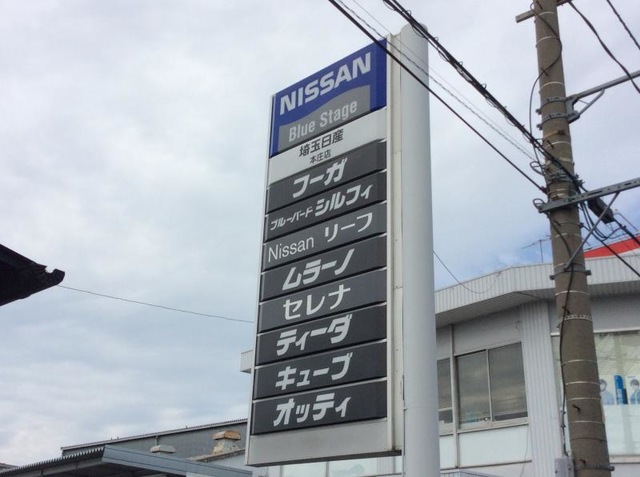 NISSAN
Blue Stage
埼玉日産
本庄店
フーガ
ブルーバード シルフィ
Nissan リーフ
ムラーノ
セレナ
ティーダ
キューブ
オッティ